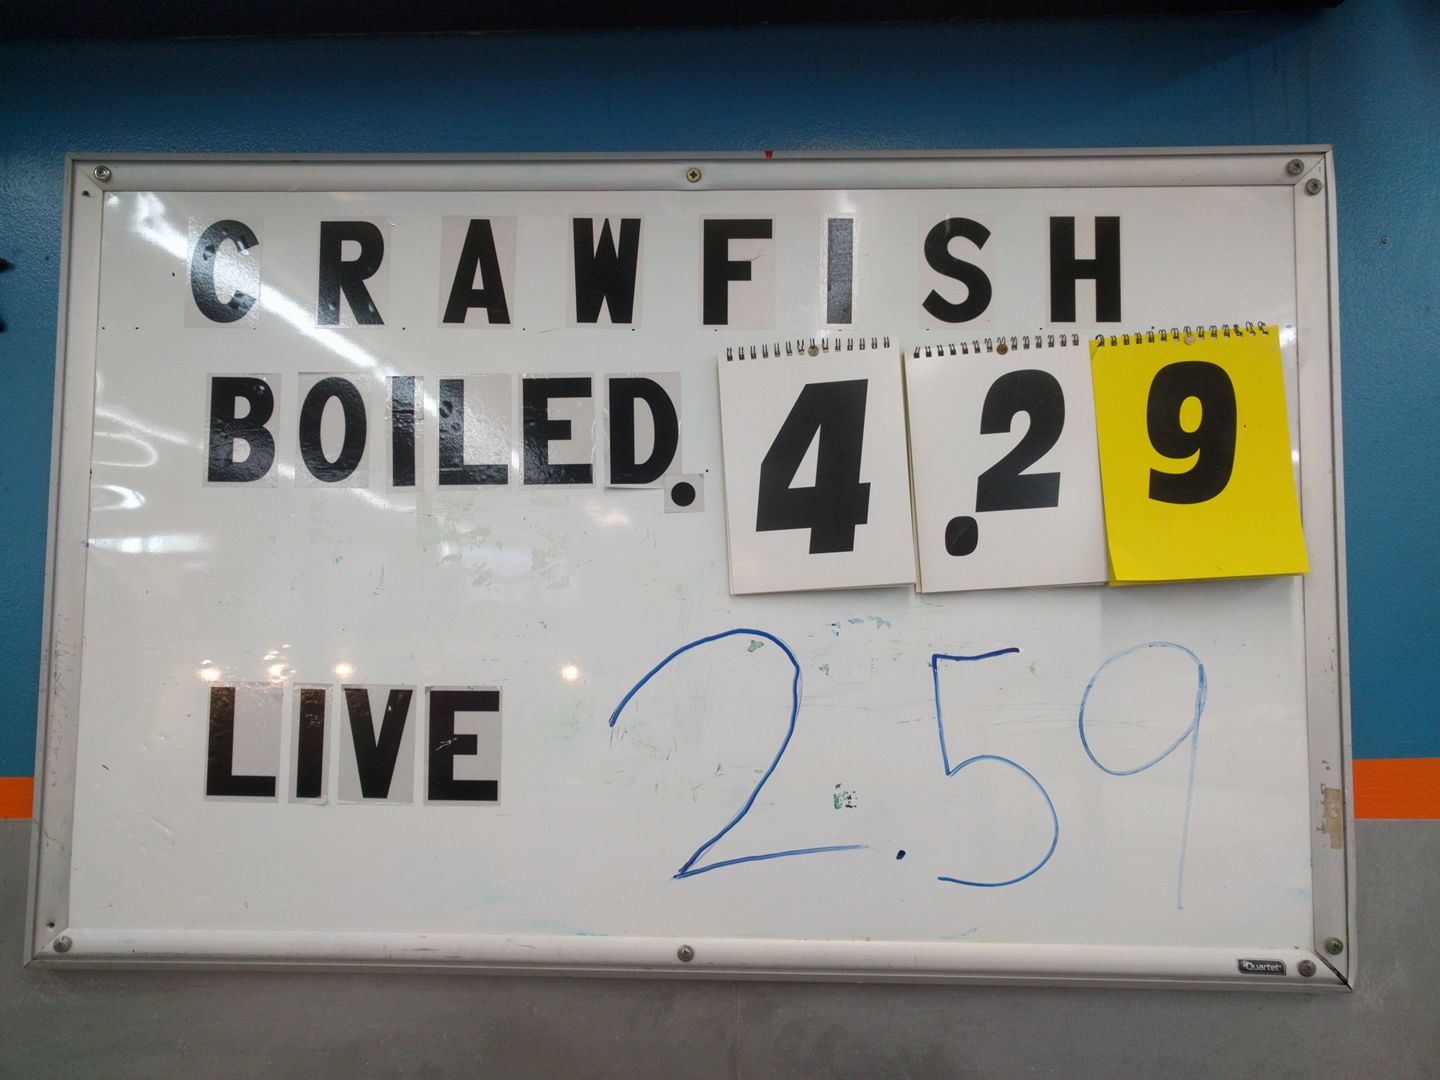 CRAWFISH
BOILED. 4.29
LIVE 2.59
Quartet